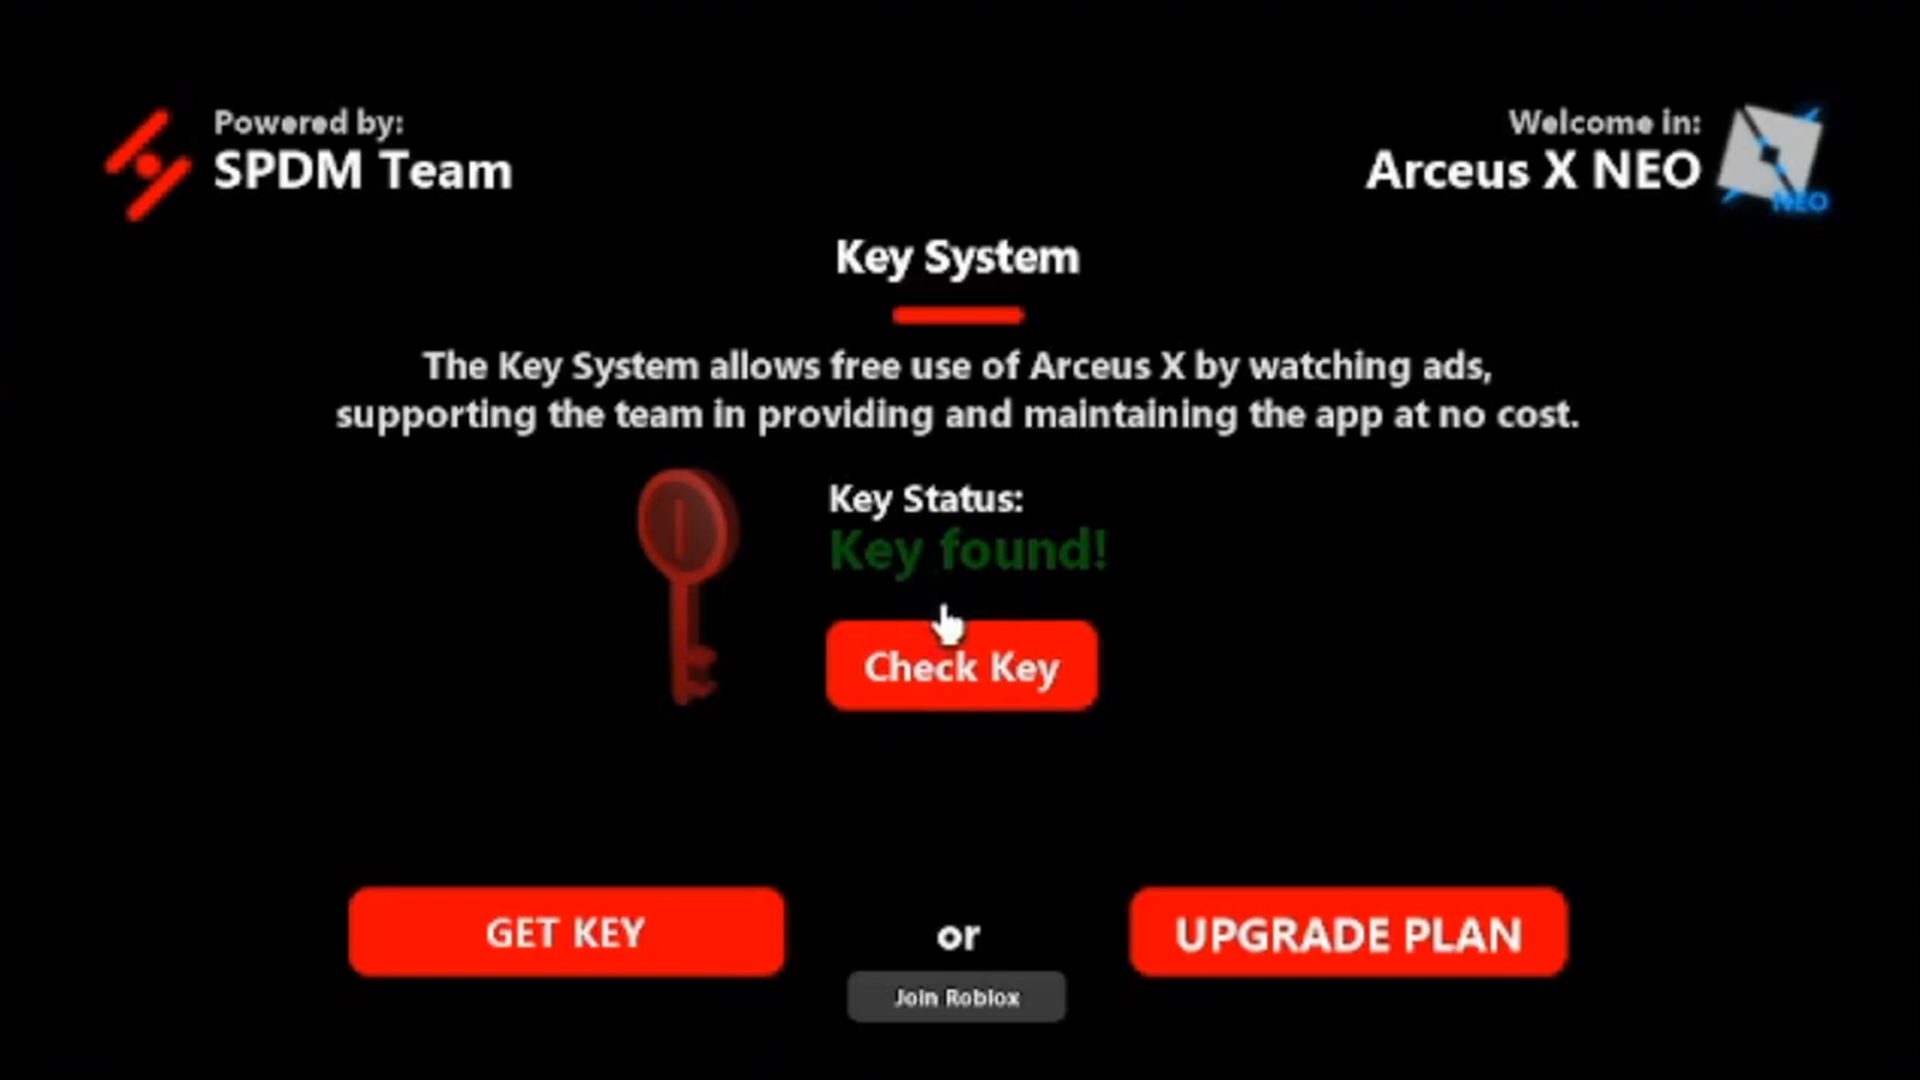 Powered by:
SPDM Team
Welcome in:
Arceus X NEO
NEO
Key System
The Key System allows free use of Arceus X by watching ads,
supporting the team in providing and maintaining the app at no cost.
Key Status:
Key found!
Check Key
GET KEY
or
UPGRADE PLAN
Join Roblox